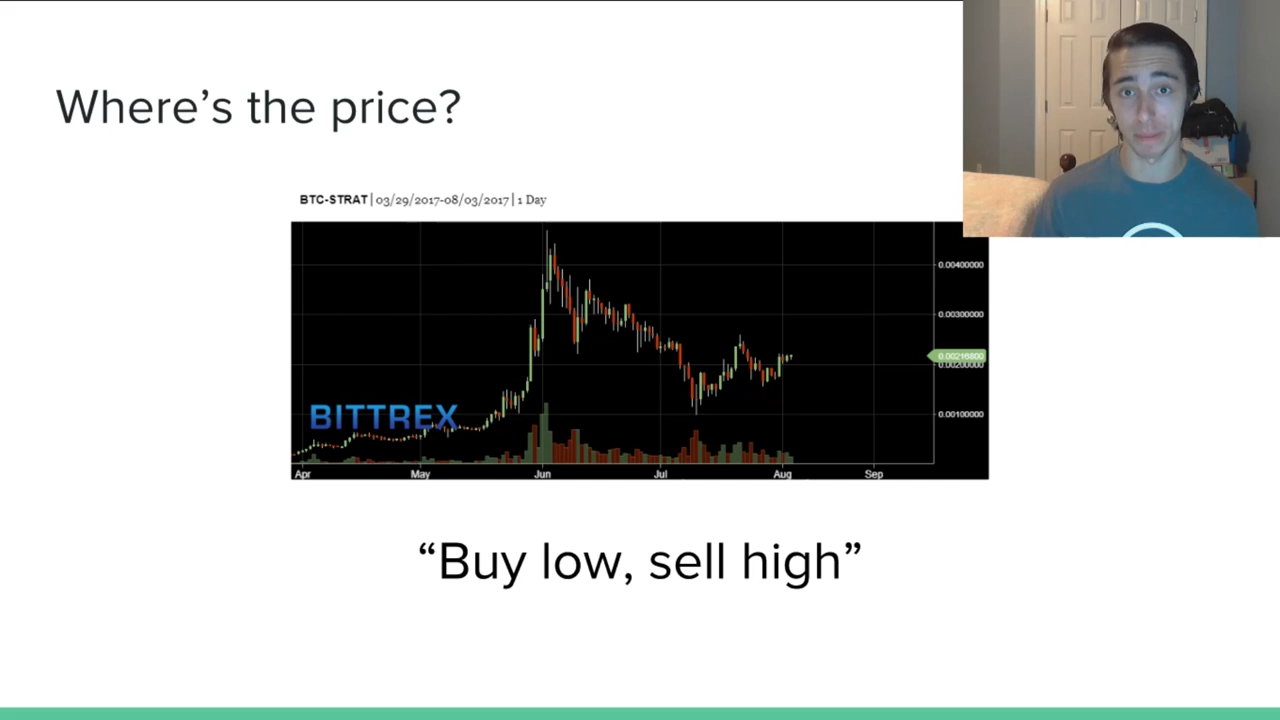 Where’s the price?
BTC-STRAT | 03/29/2017-08/03/2017 | 1 Day
0.00400000
0.00300000
0.00216800
0.00200000
0.00100000
BITTREX
Apr May Jun Jul Aug Sep
“Buy low, sell high”